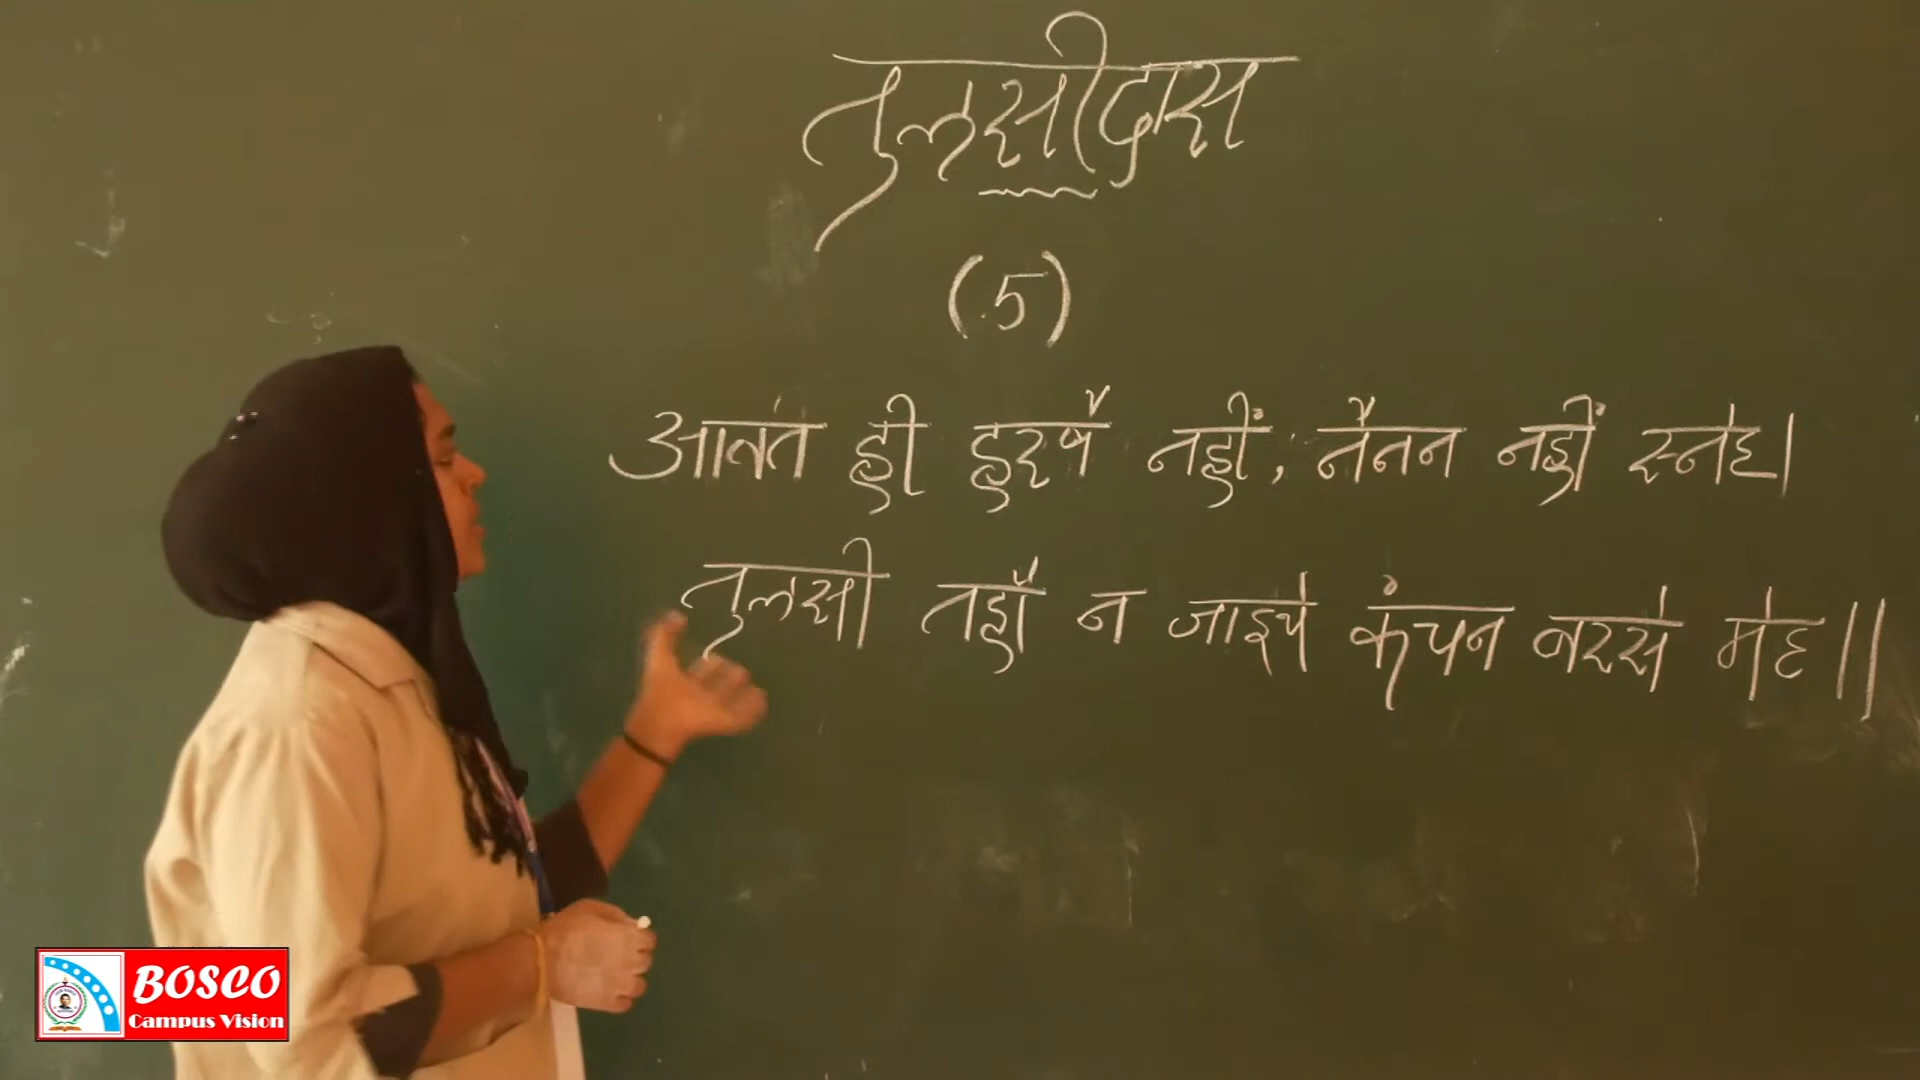 तुलसीदास
(5)
आवत ही हरषै नहीं, नैनन नहीं स्नेह।
तुलसी तहाँ न जाइये कंचन बरसे मेह॥
BOSCO
Campus Vision